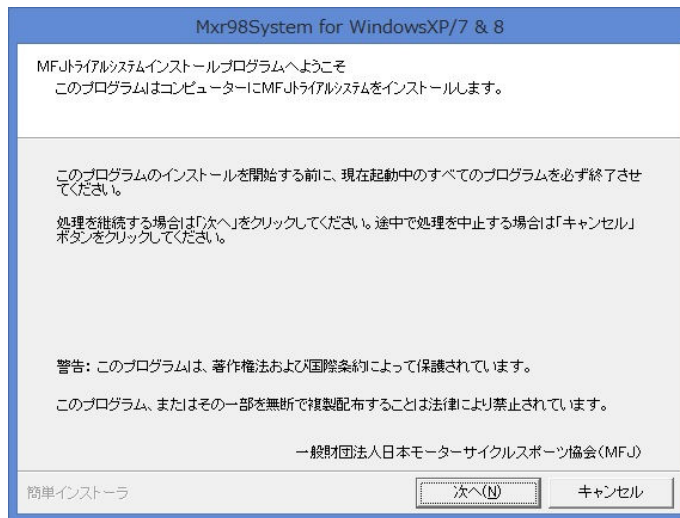 Mxr98System for WindowsXP/7 & 8
MFJﾄﾗｲｱﾙｼｽﾃﾑインストールプログラムへようこそ
このプログラムはコンピューターにMFJﾄﾗｲｱﾙｼｽﾃﾑをインストールします。
このプログラムのインストールを開始する前に、現在起動中のすべてのプログラムを必ず終了させ
てください。
処理を継続する場合は「次へ」をクリックしてください。途中で処理を中止する場合は「キャンセル」
ボタンをクリックしてください。
警告: このプログラムは、著作権法および国際条約によって保護されています。
このプログラム、またはその一部を無断で複製配布することは法律により禁止されています。
一般財団法人日本モーターサイクルスポーツ協会(MFJ)
簡単インストーラ
次へ(N)
キャンセル